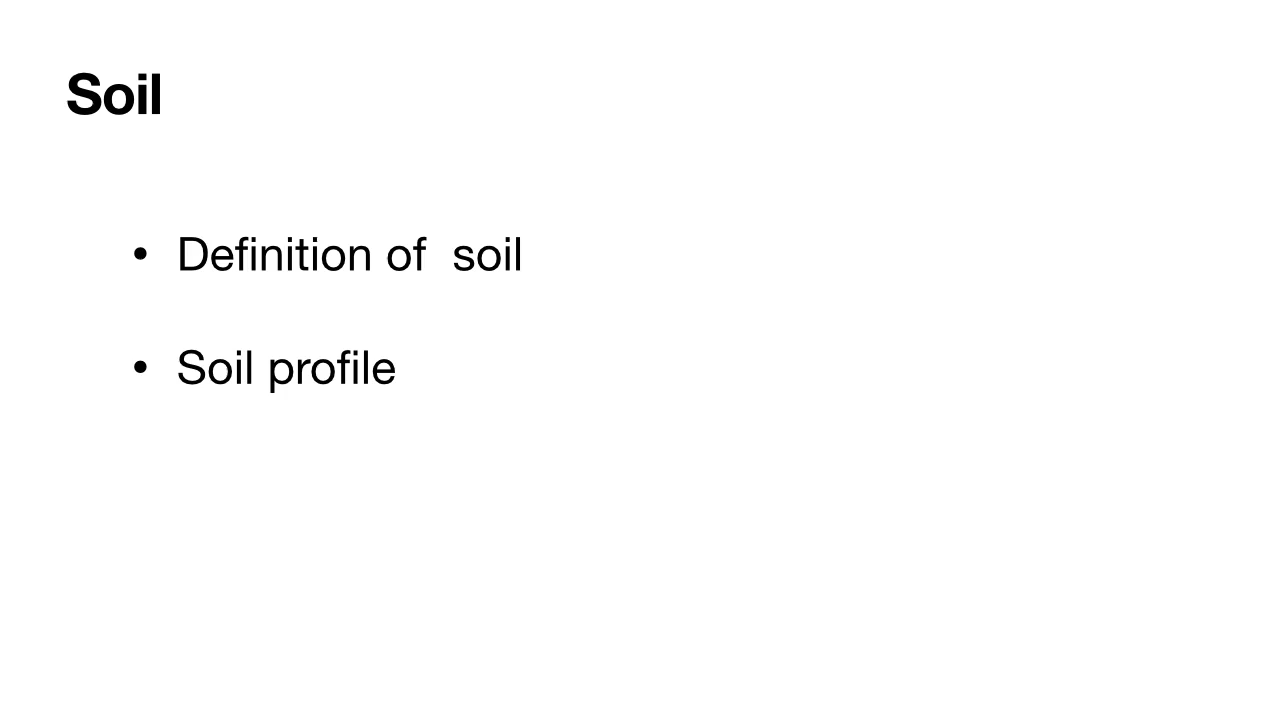 Soil
• Definition of  soil
• Soil profile